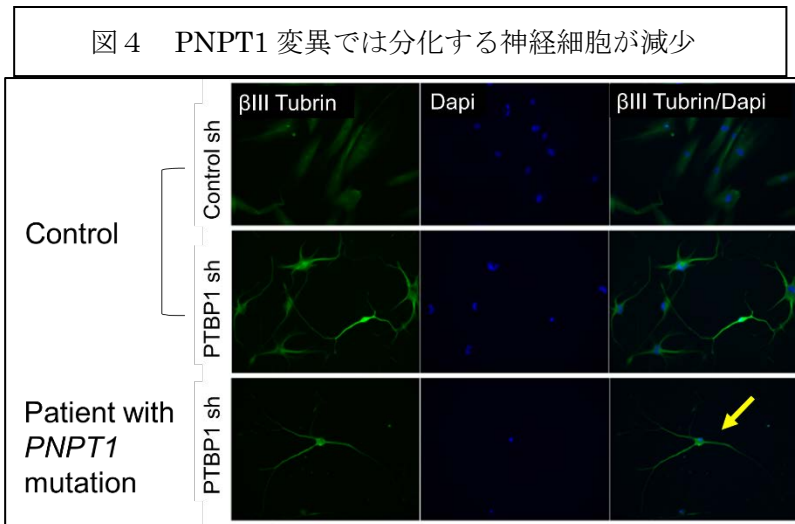 図４　PNPT1 変異では分化する神経細胞が減少
βIII Tubrin
Dapi
βIII Tubrin/Dapi
Control
Control sh
PTBP1 sh
Patient with
PNPT1
mutation
PTBP1 sh